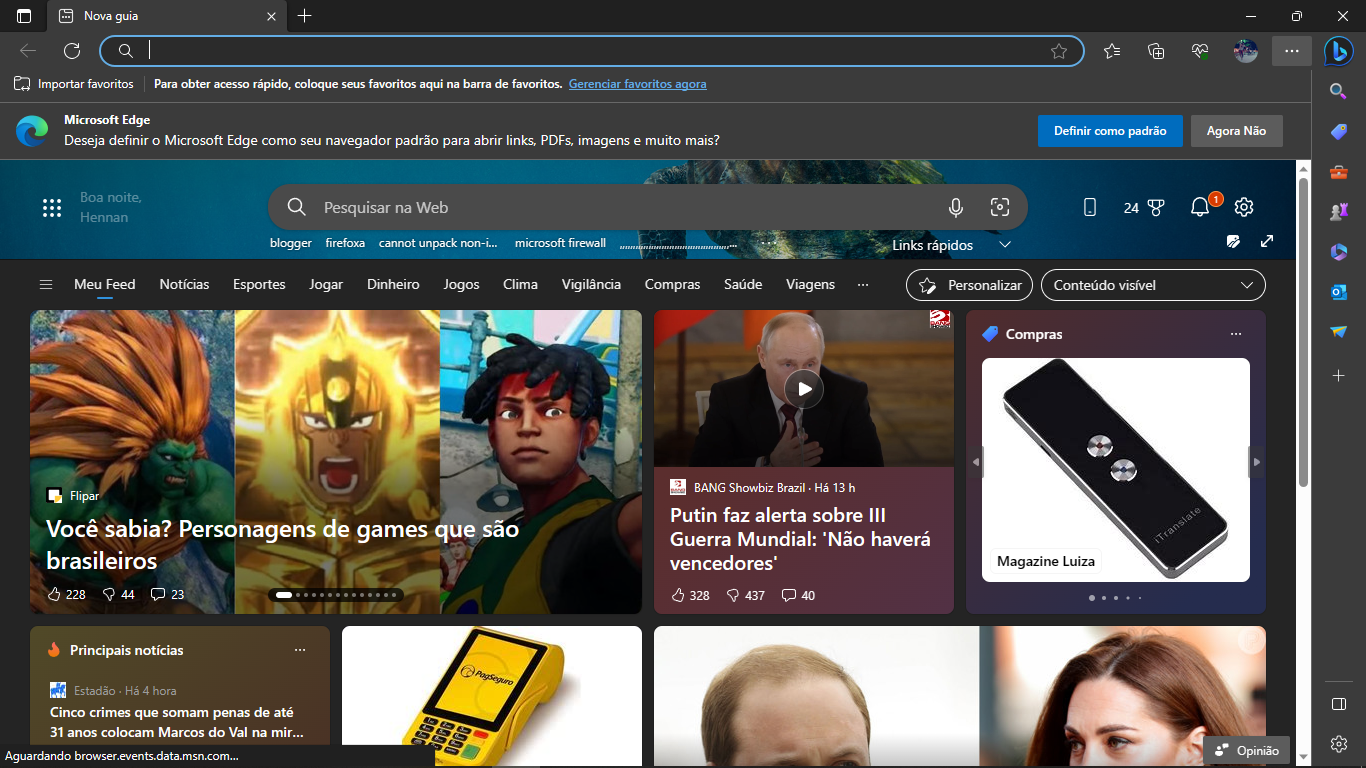 Nova guia
Importar favoritos
Para obter acesso rápido, coloque seus favoritos aqui na barra de favoritos. Gerenciar favoritos agora
Microsoft Edge
Deseja definir o Microsoft Edge como seu navegador padrão para abrir links, PDFs, imagens e muito mais?
Definir como padrão
Agora Não
Boa noite,
Hennan
Pesquisar na Web
24
1
blogger firefoxa cannot unpack non-i... microsoft firewall
Links rápidos
Meu Feed Notícias Esportes Jogar Dinheiro Jogos Clima Vigilância Compras Saúde Viagens ...
Personalizar
Conteúdo visível
Flipar
Você sabia? Personagens de games que são
brasileiros
228 44 23
BANG Showbiz Brazil · Há 13 h
Putin faz alerta sobre III
Guerra Mundial: 'Não haverá
vencedores'
328 437 40
Compras
iTranslate
Magazine Luiza
Principais notícias
Estadão · Há 4 hora
Cinco crimes que somam penas de até
31 anos colocam Marcos do Val na mir...
PagSeguro
Opinião
Aguardando browser.events.data.msn.com...